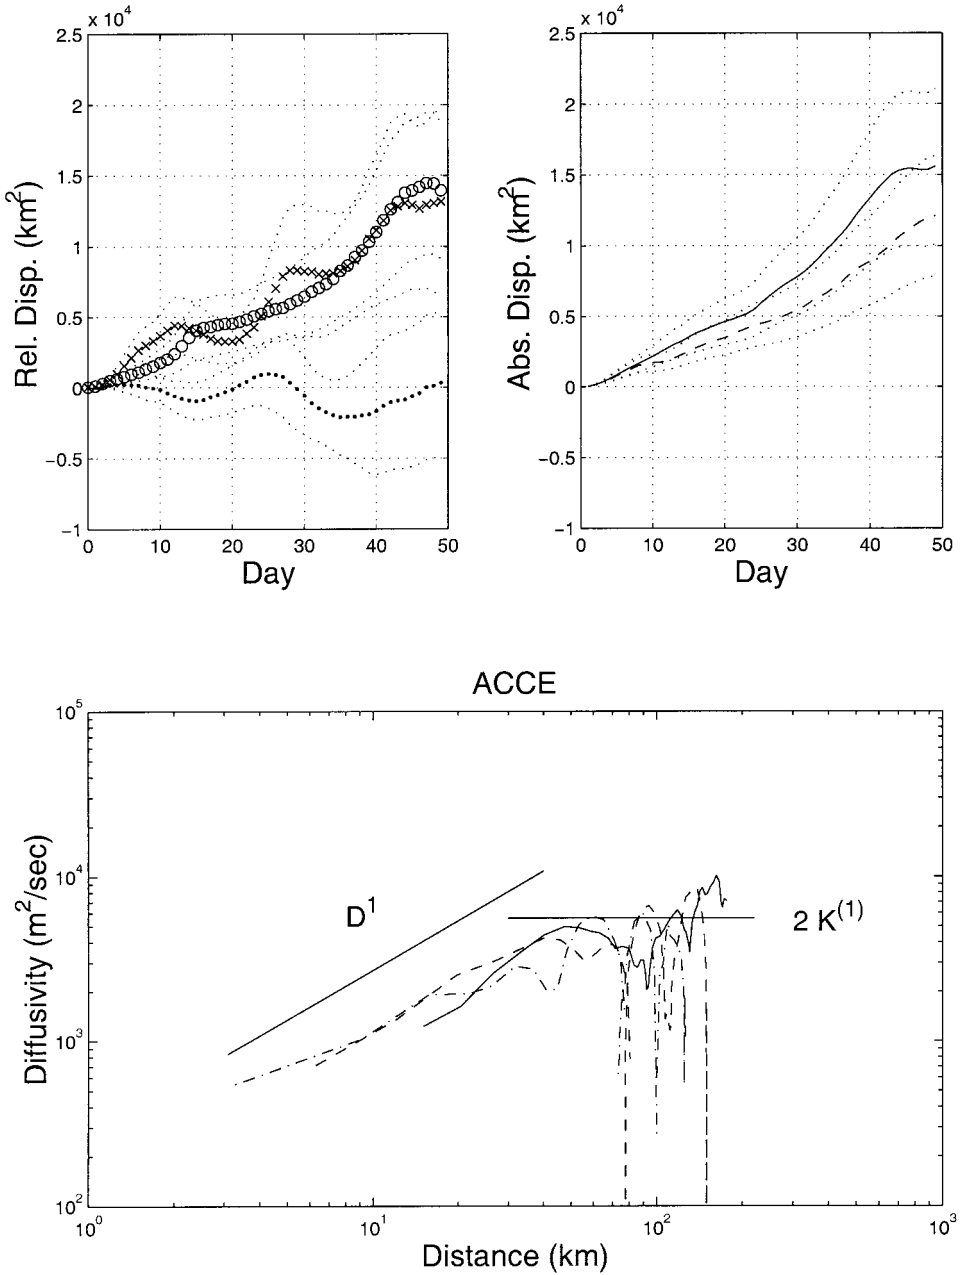 x 10^4
2.5
2
1.5
1
0.5
0
−0.5
−1
0 10 20 30 40 50
Rel. Disp. (km^2)
Day
x 10^4
2.5
2
1.5
1
0.5
0
−0.5
−1
0 10 20 30 40 50
Abs. Disp. (km^2)
Day
ACCE
10^5
10^4
10^3
10^2
10^0 10^1 10^2 10^3
Diffusivity (m^2/sec)
Distance (km)
D^1
2 K^(1)